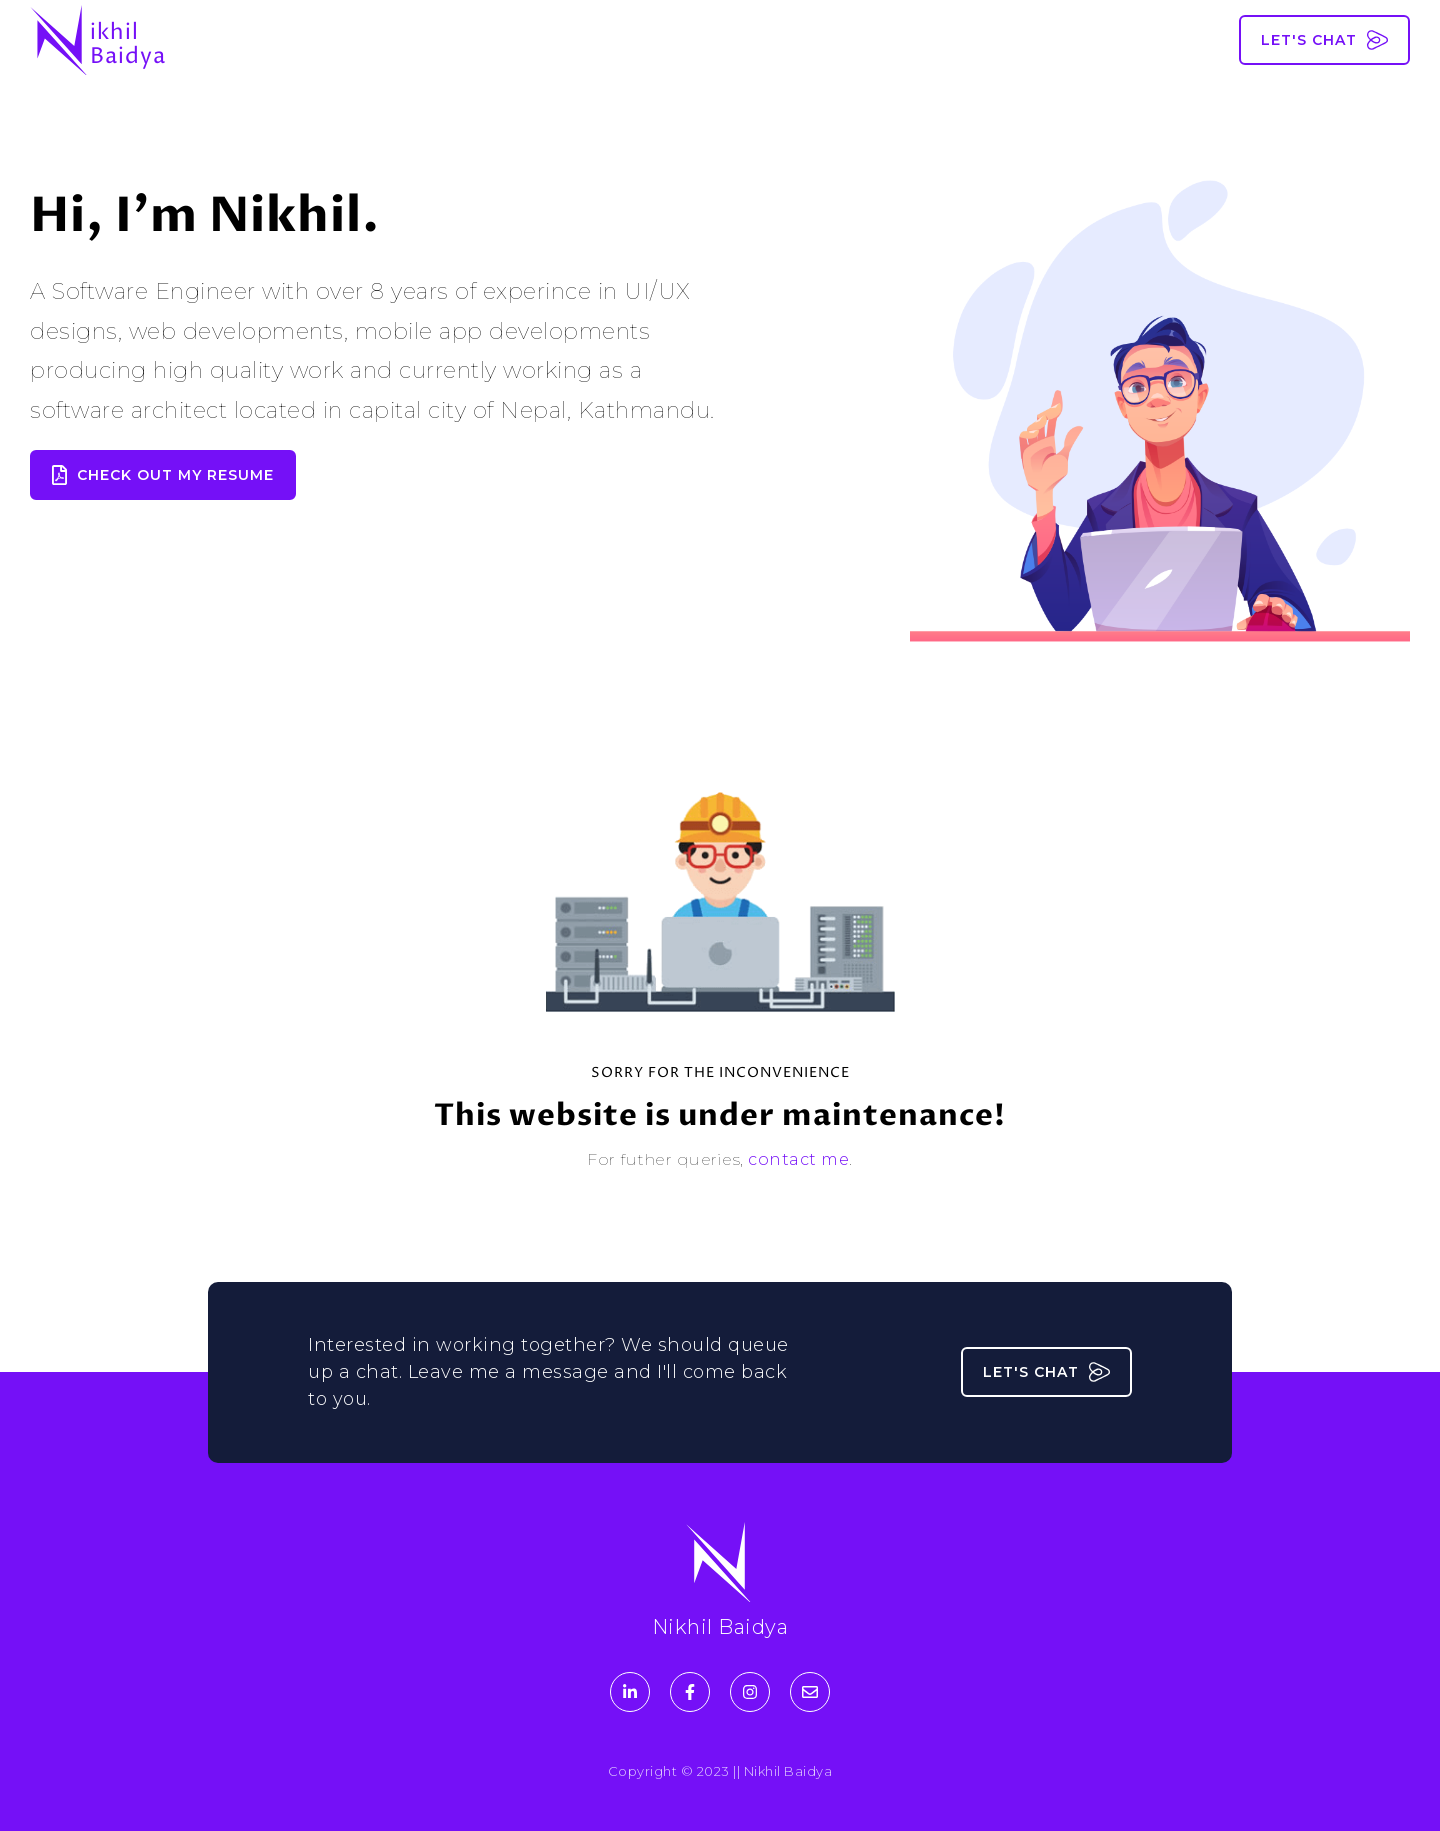 ikhil
Baidya
LET'S CHAT
Hi, I'm Nikhil.
A Software Engineer with over 8 years of experince in UI/UX
designs, web developments, mobile app developments
producing high quality work and currently working as a
software architect located in capital city of Nepal, Kathmandu.
CHECK OUT MY RESUME
SORRY FOR THE INCONVENIENCE
This website is under maintenance!
For futher queries, contact me.
Interested in working together? We should queue
up a chat. Leave me a message and I'll come back
to you.
LET'S CHAT
Nikhil Baidya
Copyright © 2023 || Nikhil Baidya